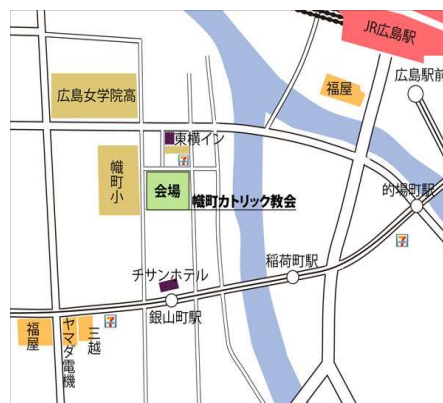 JR広島駅
広島駅前
福屋
広島女学院高
東横イン
幟町小
会場
幟町カトリック教会
的場町駅
稲荷町駅
チサンホテル
銀山町駅
福屋
ヤマダ電機
三越